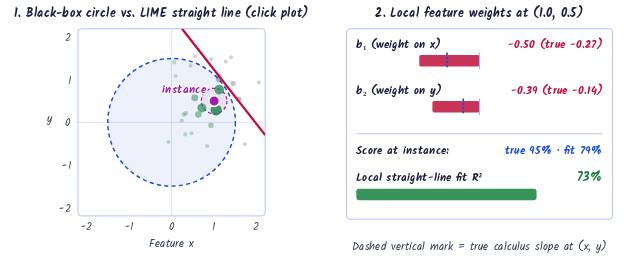 1. Black-box circle vs. LIME straight line (click plot)
2
1
0
-1
-2
y
instance
-2
-1
0
1
2
Feature x
2. Local feature weights at (1.0, 0.5)
b₁ (weight on x)
-0.50 (true -0.27)
b₂ (weight on y)
-0.39 (true -0.14)
Score at instance:
true 95% · fit 79%
Local straight-line fit R²
73%
Dashed vertical mark = true calculus slope at (x, y)